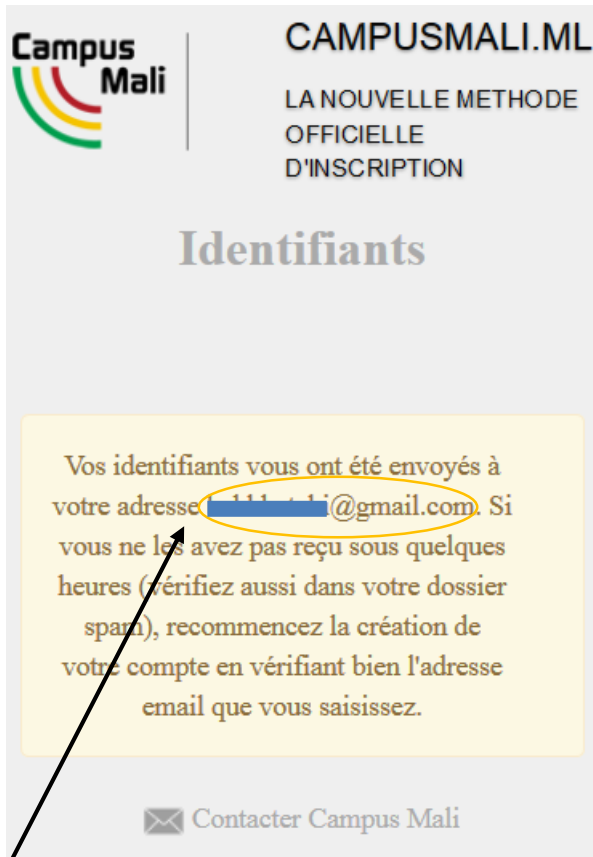 Campus
Mali
CAMPUSMALI.ML
LA NOUVELLE METHODE
OFFICIELLE
D'INSCRIPTION
Identifiants
Vos identifiants vous ont été envoyés à
votre adresse @gmail.com. Si
vous ne les avez pas reçu sous quelques
heures (vérifiez aussi dans votre dossier
spam), recommencez la création de
votre compte en vérifiant bien l'adresse
email que vous saisissez.
Contacter Campus Mali